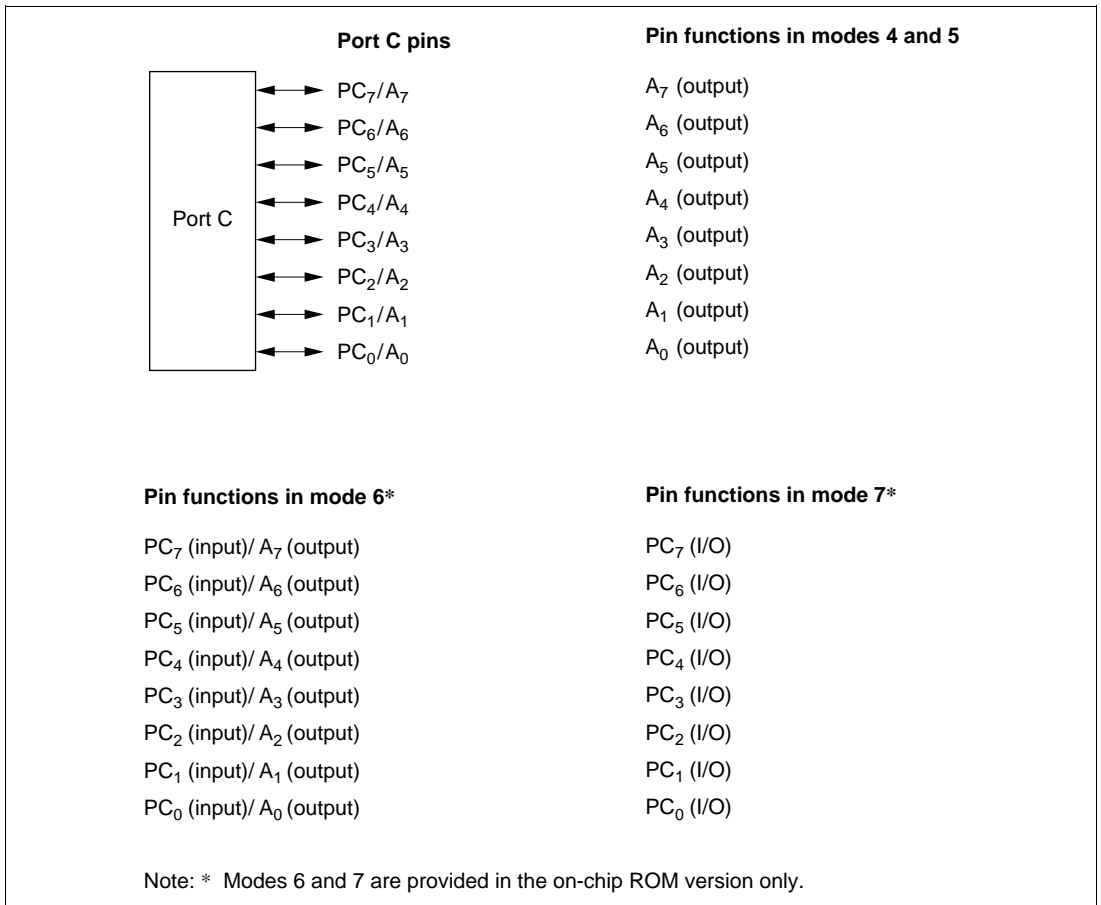 Port C pins
Pin functions in modes 4 and 5
Port C
PC₇/A₇
A₇ (output)
PC₆/A₆
A₆ (output)
PC₅/A₅
A₅ (output)
PC₄/A₄
A₄ (output)
PC₃/A₃
A₃ (output)
PC₂/A₂
A₂ (output)
PC₁/A₁
A₁ (output)
PC₀/A₀
A₀ (output)
Pin functions in mode 6*
PC₇ (input)/ A₇ (output)
PC₆ (input)/ A₆ (output)
PC₅ (input)/ A₅ (output)
PC₄ (input)/ A₄ (output)
PC₃ (input)/ A₃ (output)
PC₂ (input)/ A₂ (output)
PC₁ (input)/ A₁ (output)
PC₀ (input)/ A₀ (output)
Pin functions in mode 7*
PC₇ (I/O)
PC₆ (I/O)
PC₅ (I/O)
PC₄ (I/O)
PC₃ (I/O)
PC₂ (I/O)
PC₁ (I/O)
PC₀ (I/O)
Note: * Modes 6 and 7 are provided in the on-chip ROM version only.